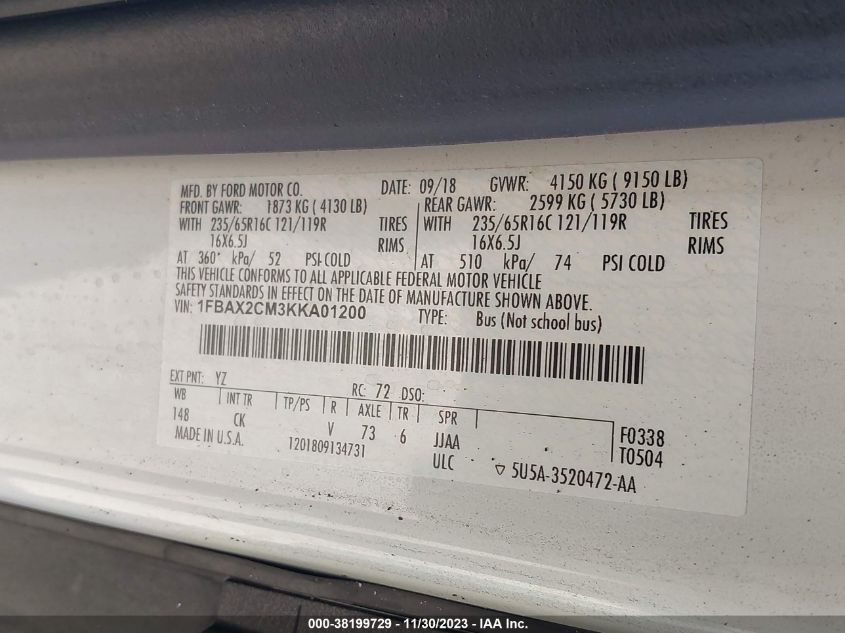 MFD. BY FORD MOTOR CO. DATE: 09/18 GVWR: 4150 KG ( 9150 LB)
FRONT GAWR: 1873 KG ( 4130 LB) REAR GAWR: 2599 KG ( 5730 LB)
WITH 235/65R16C 121/119R TIRES WITH 235/65R16C 121/119R TIRES
16X6.5J RIMS 16X6.5J RIMS
AT 360 kPa/ 52 PSI COLD AT 510 kPa/ 74 PSI COLD
THIS VEHICLE CONFORMS TO ALL APPLICABLE FEDERAL MOTOR VEHICLE
SAFETY STANDARDS IN EFFECT ON THE DATE OF MANUFACTURE SHOWN ABOVE.
VIN: 1FBAX2CM3KKA01200 TYPE: Bus (Not school bus)
EXT PNT: YZ RC: 72 DSO:
WB INT TR TP/PS R AXLE TR SPR
148 CK V 73 6 JJAA F0338
MADE IN U.S.A. 1201809134731 ULC T0504
5U5A-3520472-AA
000-38199729 - 11/30/2023 - IAA Inc.